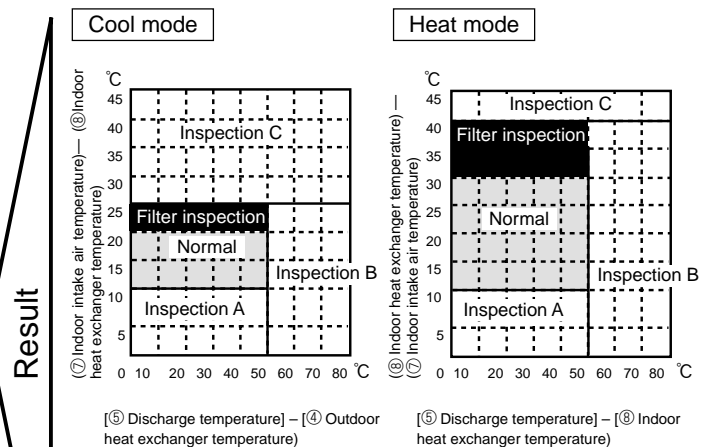 Cool mode
Heat mode
Result
(⑦Indoor intake air temperature)— (⑧Indoor
heat exchanger temperature)
℃
45
40
35
30
25
20
15
10
5
0 10 20 30 40 50 60 70 80 ℃
Inspection C
Filter inspection
Normal
Inspection B
Inspection A
[⑤ Discharge temperature] – [④ Outdoor
heat exchanger temperature)
(⑧ Indoor heat exchanger temperature) —
(⑦ Indoor intake air temperature)
℃
45
40
35
30
25
20
15
10
5
0 10 20 30 40 50 60 70 80 ℃
Inspection C
Filter inspection
Normal
Inspection B
Inspection A
[⑤ Discharge temperature] – [⑧ Indoor
heat exchanger temperature)